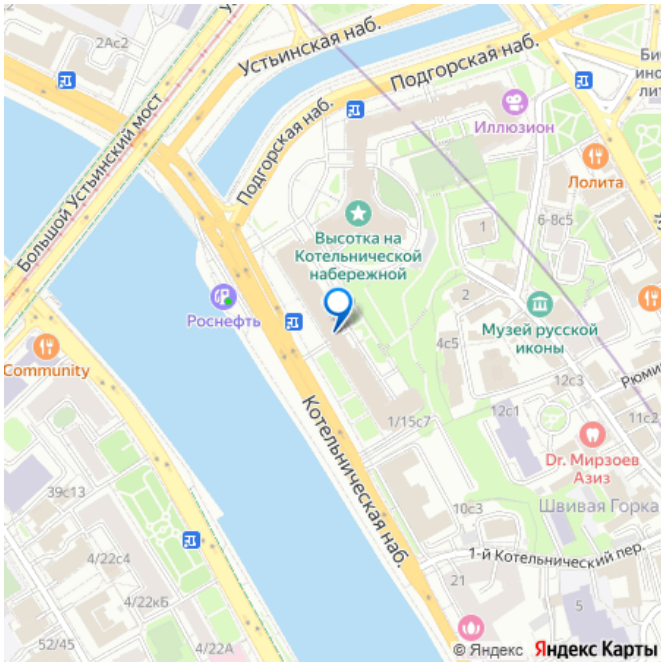 2Ас2
Устьинская наб.
Подгорская наб.
Большой Устьинский мост
Подгорская наб.
Иллюзион
Лолита
6-8с5
1
Высотка на
Котельнической
набережной
2
Роснефть
Музей русской
иконы
4с5
Community
12с3
Рюми
12с1
11с2
1/15с7
Котельническая наб.
Dr. Мирзоев
Азиз
39с13
10с3
Швивая Горка
1-й Котельнический пер.
4/22с4
21
4/22кБ
5
52/45
4/22А
© Яндекс Яндекс Карты